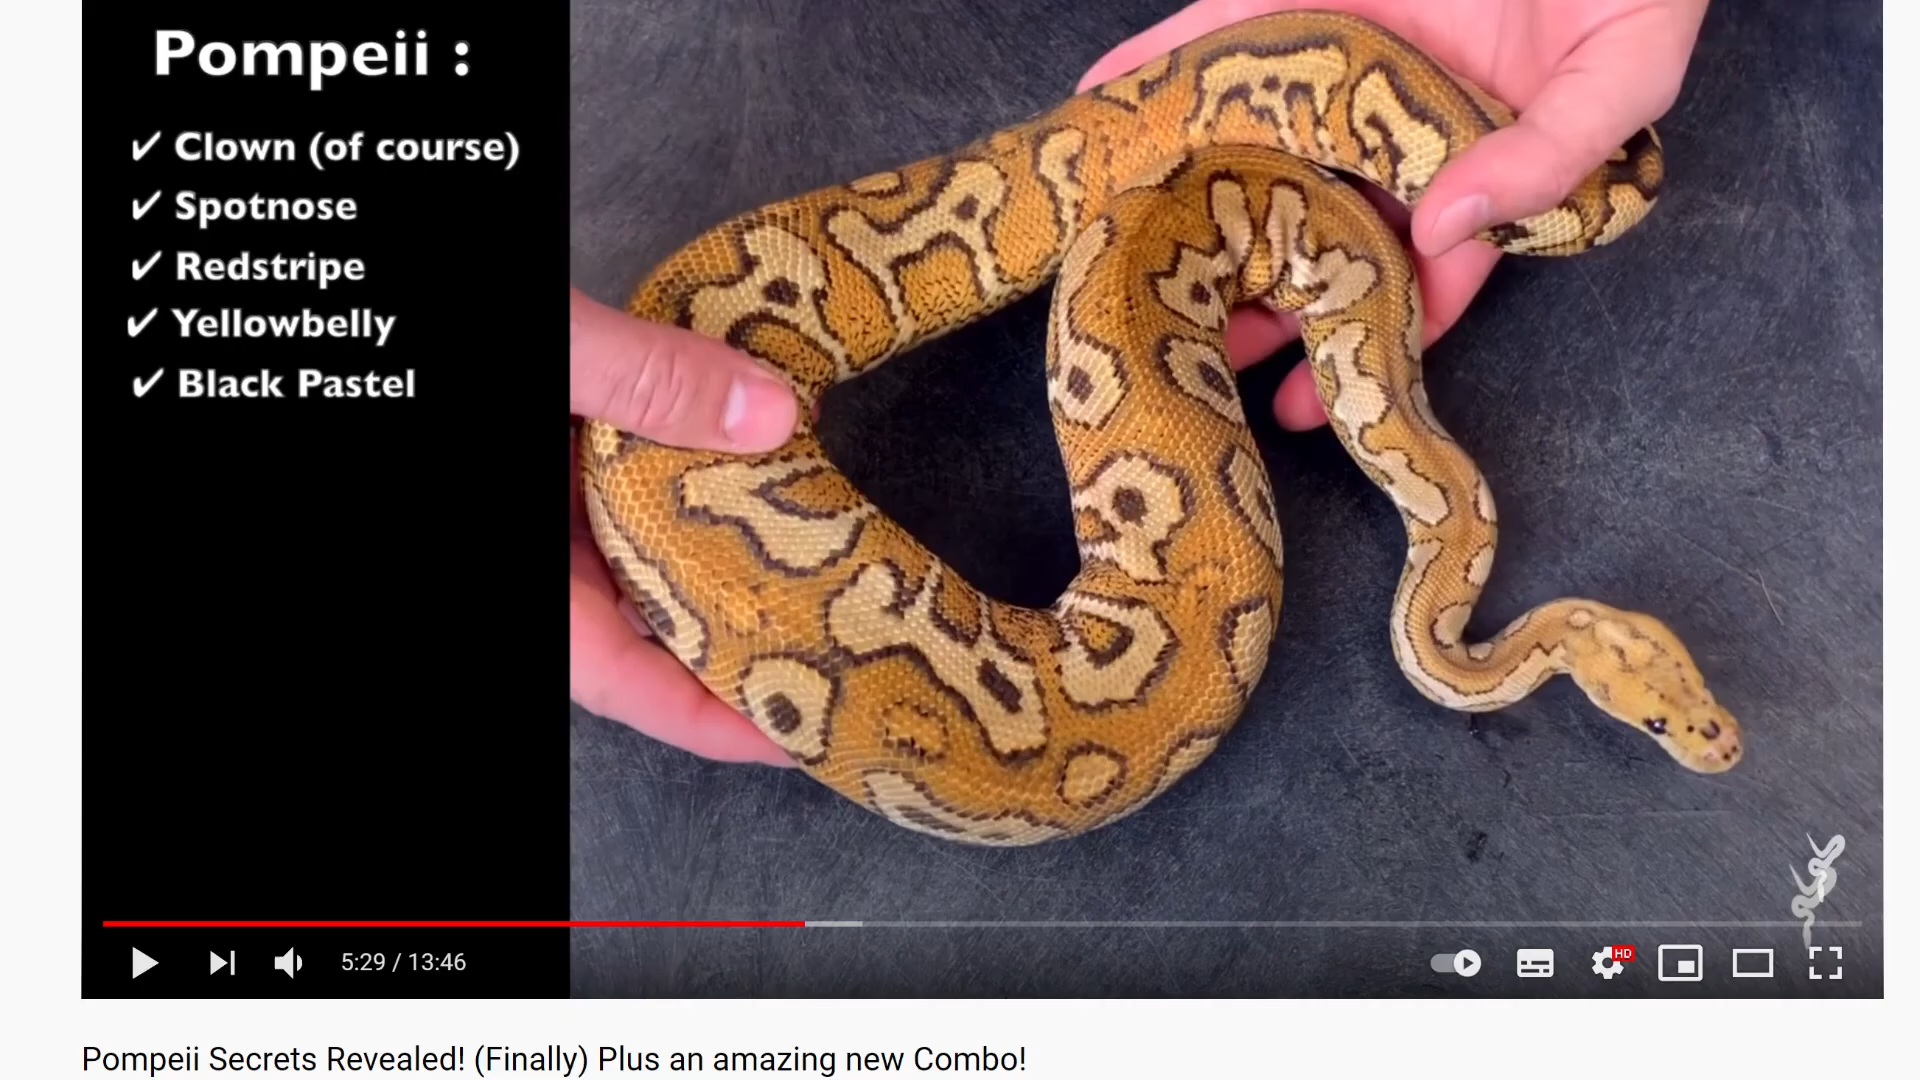 Pompeii :
✓ Clown (of course)
✓ Spotnose
✓ Redstripe
✓ Yellowbelly
✓ Black Pastel
5:29 / 13:46
HD
Pompeii Secrets Revealed! (Finally) Plus an amazing new Combo!